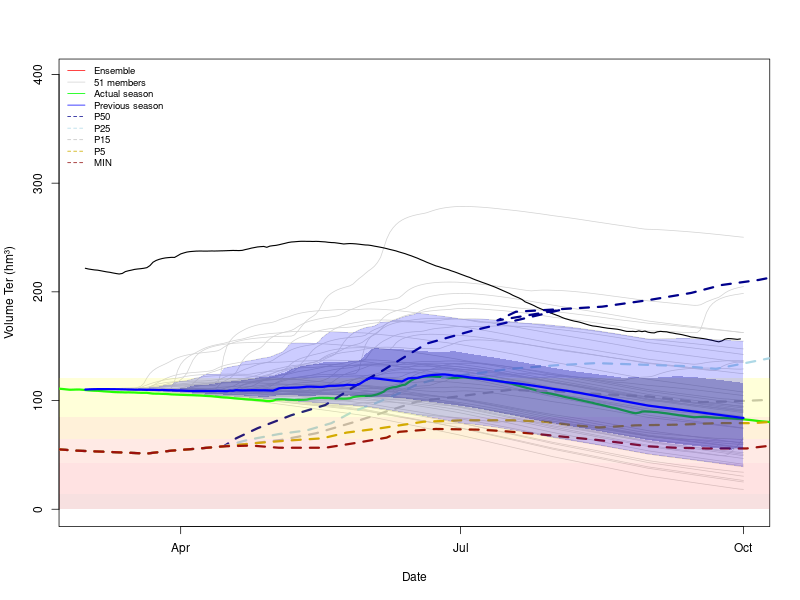 Ensemble
51 members
Actual season
Previous season
P50
P25
P15
P5
MIN
400
300
200
100
0
Volume Ter (hm³)
Apr
Jul
Oct
Date